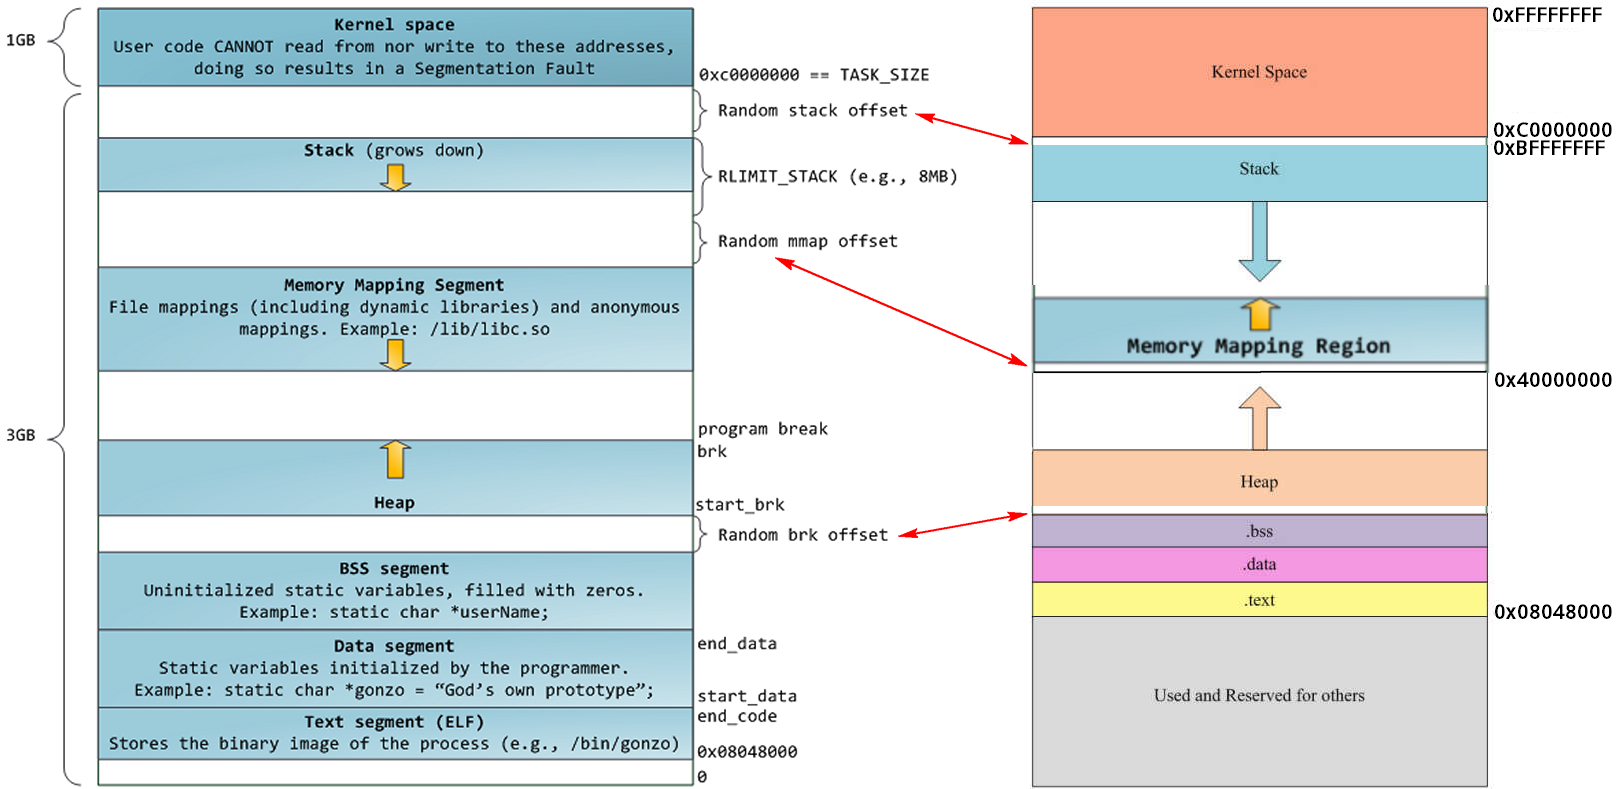 Kernel space
1GB
User code CANNOT read from nor write to these addresses,
doing so results in a Segmentation Fault
0xc0000000 == TASK_SIZE
Random stack offset
Stack (grows down)
RLIMIT_STACK (e.g., 8MB)
Random mmap offset
Memory Mapping Segment
File mappings (including dynamic libraries) and anonymous
mappings. Example: /lib/libc.so
3GB
program break
brk
Heap
start_brk
Random brk offset
BSS segment
Uninitialized static variables, filled with zeros.
Example: static char *userName;
Data segment
end_data
Static variables initialized by the programmer.
Example: static char *gonzo = “God’s own prototype”;
start_data
end_code
Text segment (ELF)
Stores the binary image of the process (e.g., /bin/gonzo)
0x08048000
0
0xFFFFFFFF
Kernel Space
0xC0000000
0xBFFFFFFF
Stack
Memory Mapping Region
0x40000000
Heap
.bss
.data
.text
0x08048000
Used and Reserved for others